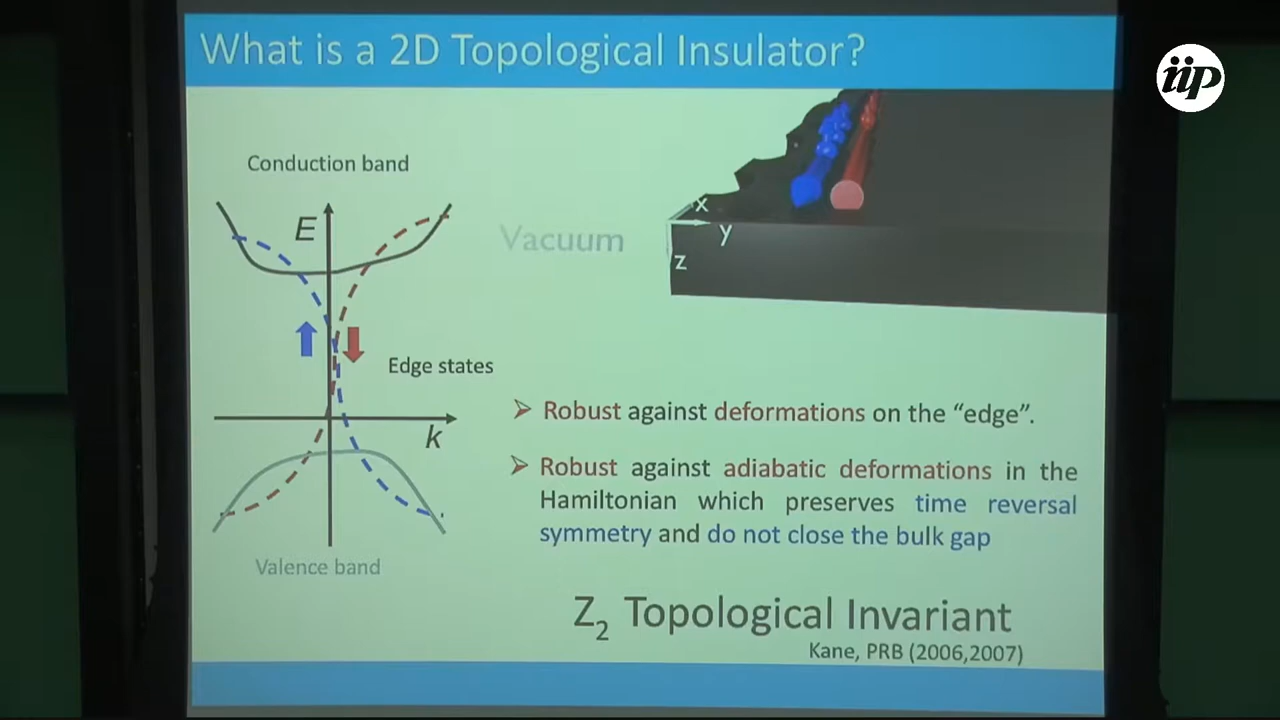 What is a 2D Topological Insulator?
iip
Conduction band
E
x
y
z
Vacuum
Edge states
k
Valence band
➢ Robust against deformations on the “edge”.
➢ Robust against adiabatic deformations in the
Hamiltonian which preserves time reversal
symmetry and do not close the bulk gap
Z2 Topological Invariant
Kane, PRB (2006,2007)